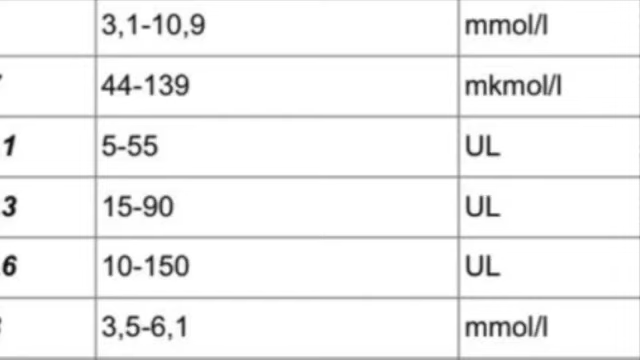 3,1-10,9 mmol/l
44-139 mkmol/l
1 5-55 UL
3 15-90 UL
6 10-150 UL
3,5-6,1 mmol/l